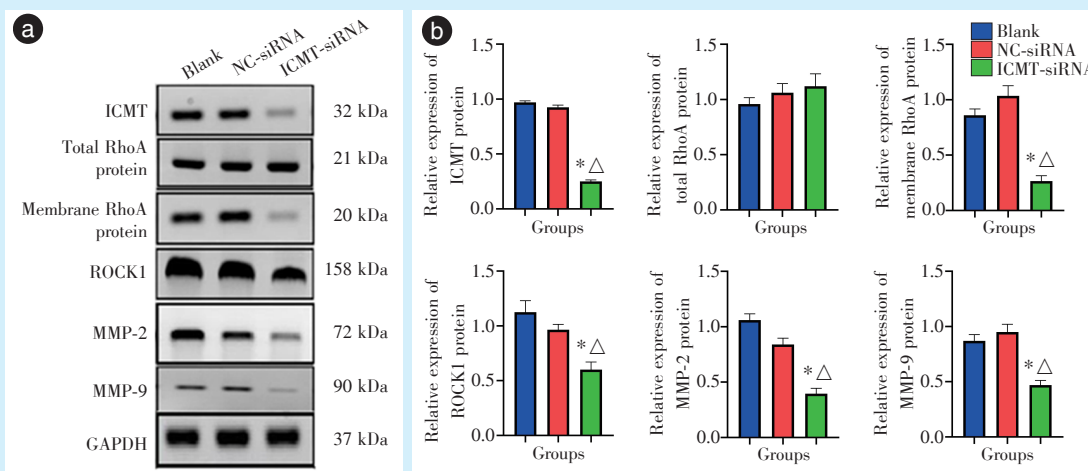 a
Blank
NC-siRNA
ICMT-siRNA
ICMT
32 kDa
Total RhoA
protein
21 kDa
Membrane RhoA
protein
20 kDa
ROCK1
158 kDa
MMP-2
72 kDa
MMP-9
90 kDa
GAPDH
37 kDa
b
Blank
NC-siRNA
ICMT-siRNA
Relative expression of
ICMT protein
1.5
1.0
0.5
0.0
*△
Groups
Relative expression of
total RhoA protein
1.5
1.0
0.5
0.0
Groups
Relative expression of
membrane RhoA protein
1.5
1.0
0.5
0.0
*△
Groups
Relative expression of
ROCK1 protein
1.5
1.0
0.5
0.0
*△
Groups
Relative expression of
MMP-2 protein
1.5
1.0
0.5
0.0
*△
Groups
Relative expression of
MMP-9 protein
1.5
1.0
0.5
0.0
*△
Groups